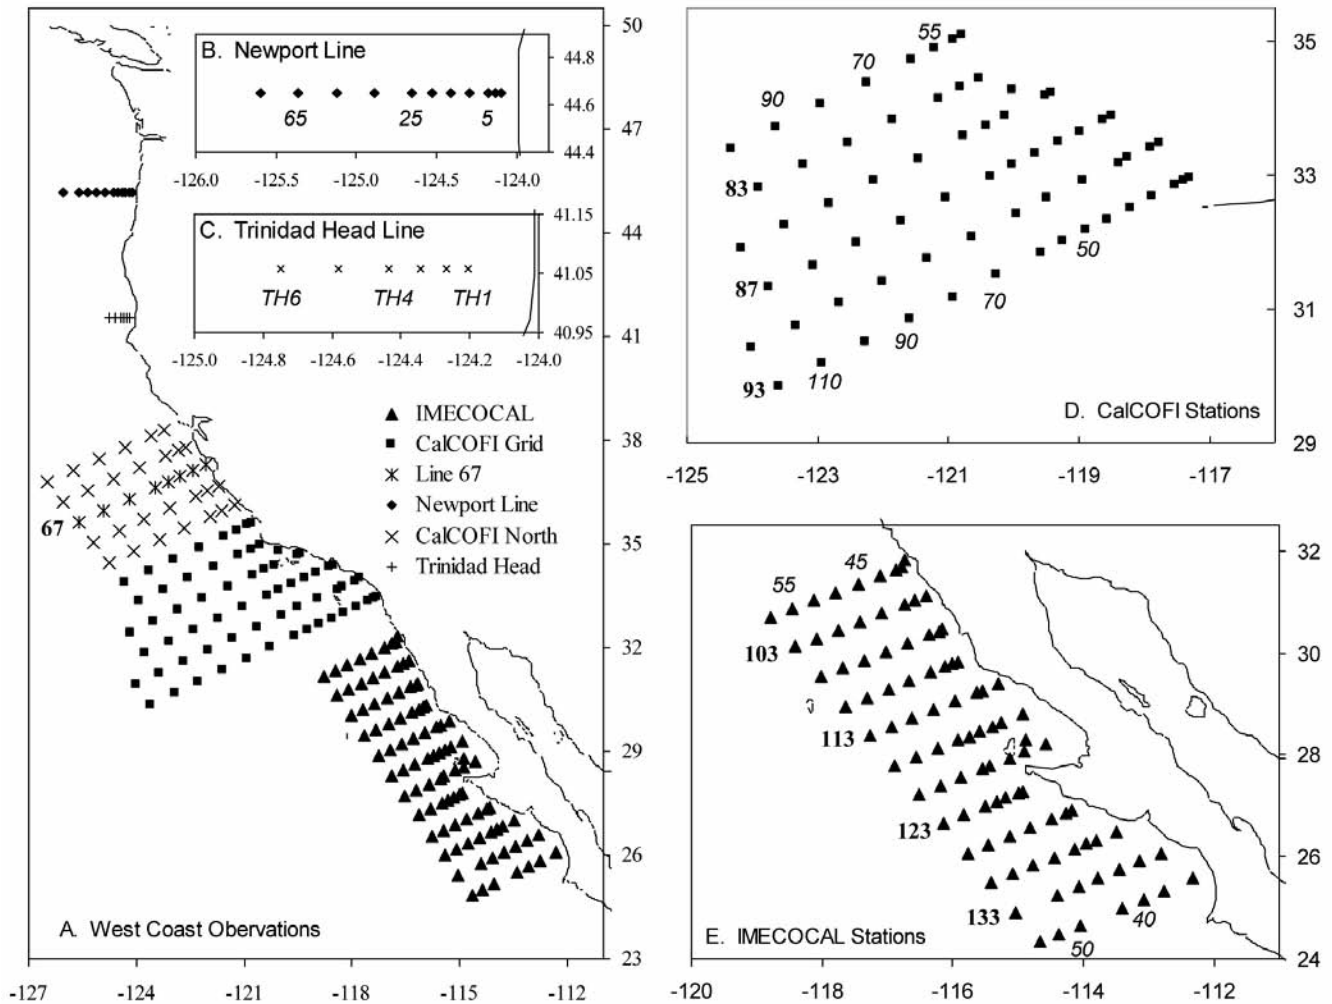 B. Newport Line
65 25 5
44.8
44.6
44.4
-126.0 -125.5 -125.0 -124.5 -124.0
C. Trinidad Head Line
TH6 TH4 TH1
41.15
41.05
40.95
-125.0 -124.8 -124.6 -124.4 -124.2 -124.0
IMECOCAL
CalCOFI Grid
Line 67
Newport Line
CalCOFI North
Trinidad Head
67
A. West Coast Obervations
50
47
44
41
38
35
32
29
26
23
-127 -124 -121 -118 -115 -112
55
70
90
83
87
93
110
90
70
50
D. CalCOFI Stations
35
33
31
29
-125 -123 -121 -119 -117
45
55
103
113
123
133
40
50
E. IMECOCAL Stations
32
30
28
26
24
-120 -118 -116 -114 -112